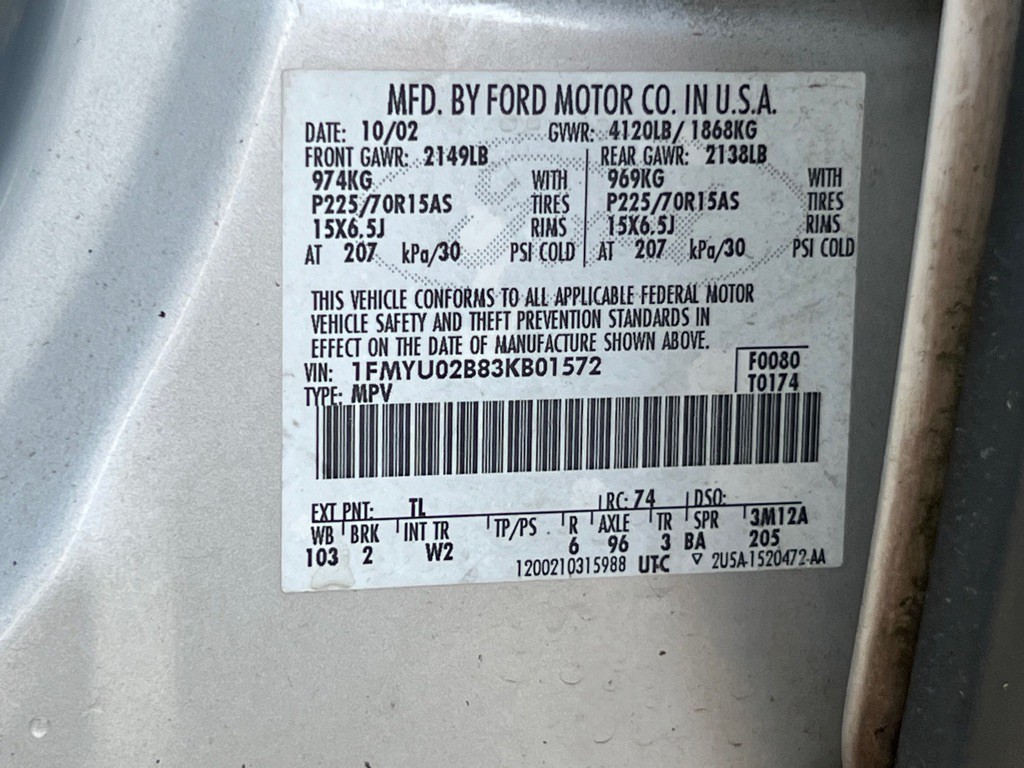 MFD. BY FORD MOTOR CO. IN U.S.A.
DATE: 10/02 GVWR: 4120LB/ 1868KG
FRONT GAWR: 2149LB REAR GAWR: 2138LB
974KG WITH 969KG WITH
P225/70R15AS TIRES P225/70R15AS TIRES
15X6.5J RIMS 15X6.5J RIMS
AT 207 kPa/30 PSI COLD AT 207 kPa/30 PSI COLD
THIS VEHICLE CONFORMS TO ALL APPLICABLE FEDERAL MOTOR
VEHICLE SAFETY AND THEFT PREVENTION STANDARDS IN
EFFECT ON THE DATE OF MANUFACTURE SHOWN ABOVE.
VIN: 1FMYU02B83KB01572 F0080
TYPE: MPV T0174
EXT PNT: TL RC: 74 DSO:
WB BRK INT TR TP/PS R AXLE TR SPR 3M12A
103 2 W2 6 96 3 BA 205
1200210315988 UTC ▽ 2U5A-1520472-AA